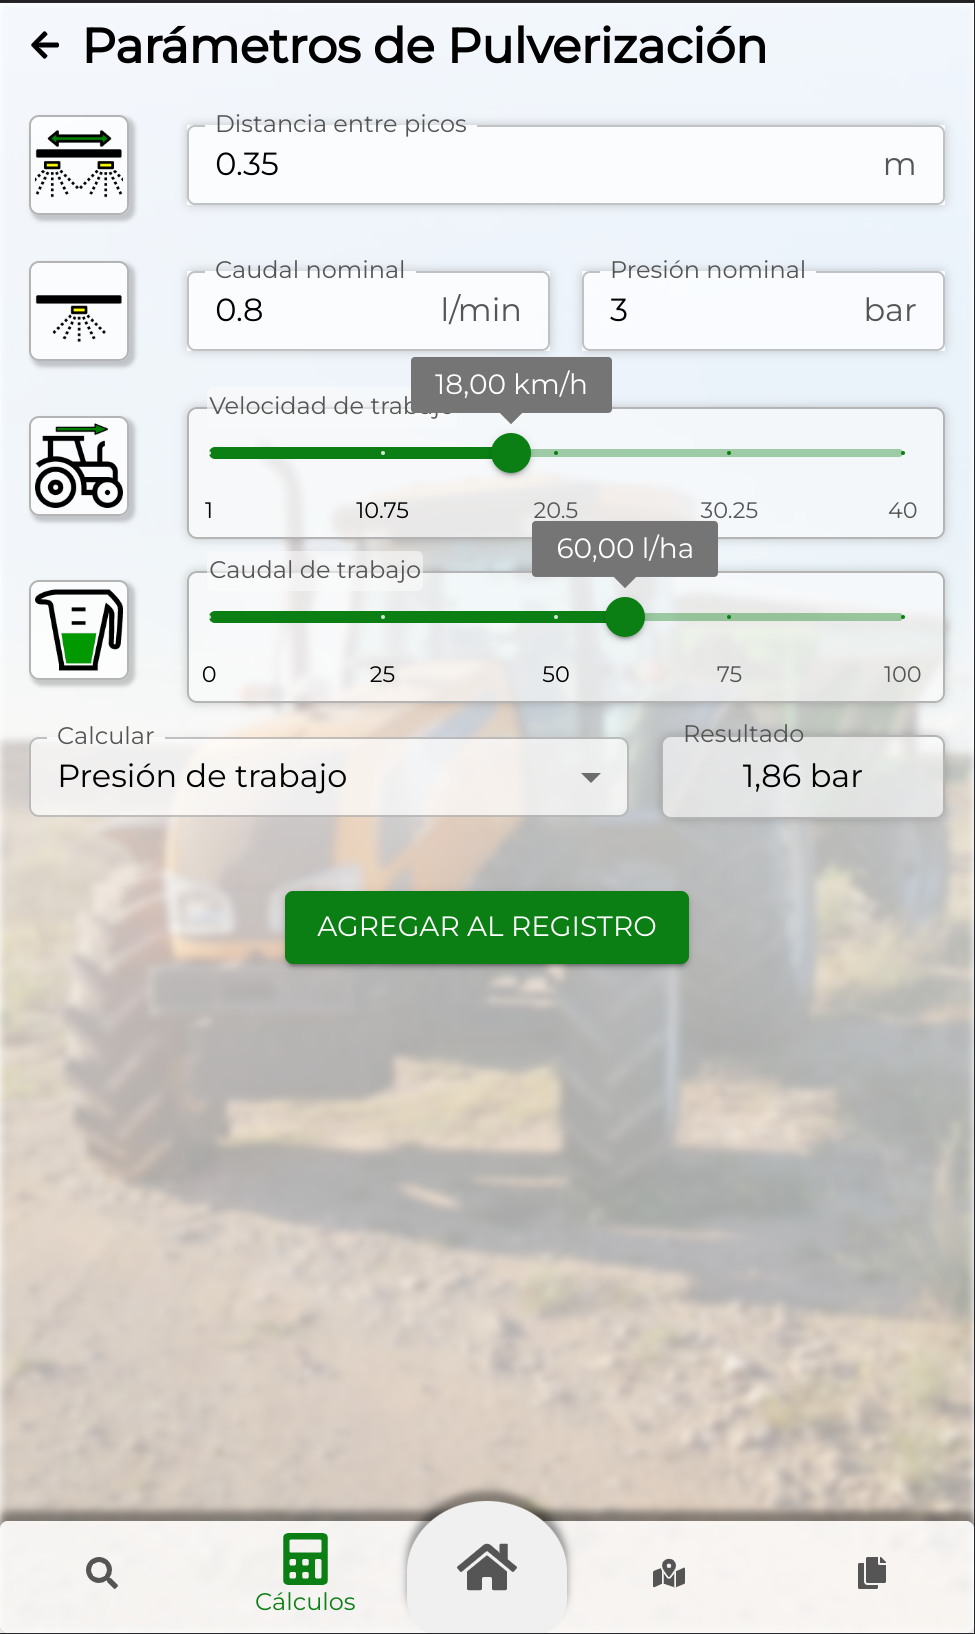 Parámetros de Pulverización
Distancia entre picos
0.35 m
Caudal nominal
0.8 l/min
Presión nominal
3 bar
18,00 km/h
Velocidad de trabajo
1 10.75 20.5 30.25 40
60,00 l/ha
Caudal de trabajo
0 25 50 75 100
Calcular
Presión de trabajo
Resultado
1,86 bar
AGREGAR AL REGISTRO
Cálculos